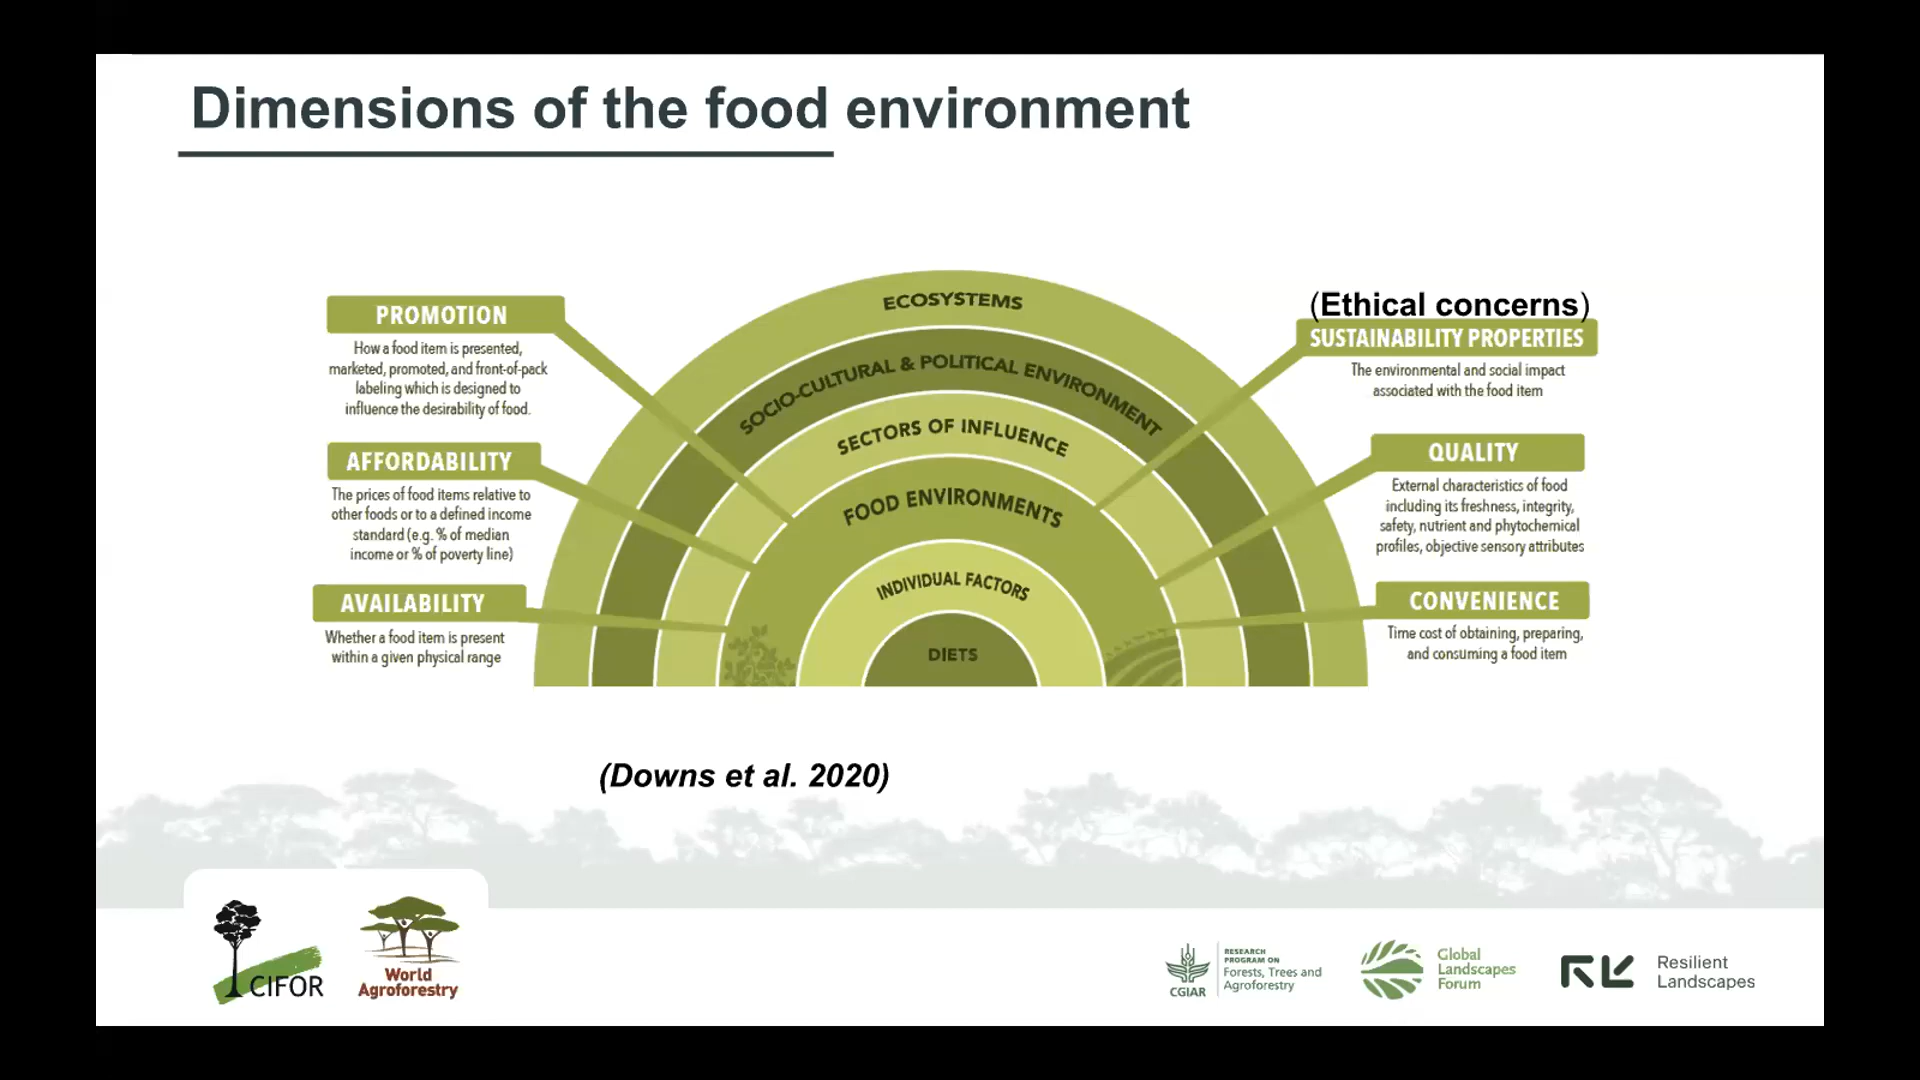 Dimensions of the food environment
PROMOTION
How a food item is presented,
marketed, promoted, and front-of-pack
labeling which is designed to
influence the desirability of food.
AFFORDABILITY
The prices of food items relative to
other foods or to a defined income
standard (e.g. % of median
income or % of poverty line)
AVAILABILITY
Whether a food item is present
within a given physical range
ECOSYSTEMS
SOCIO-CULTURAL & POLITICAL ENVIRONMENT
SECTORS OF INFLUENCE
FOOD ENVIRONMENTS
INDIVIDUAL FACTORS
DIETS
(Ethical concerns)
SUSTAINABILITY PROPERTIES
The environmental and social impact
associated with the food item
QUALITY
External characteristics of food
including its freshness, integrity,
safety, nutrient and phytochemical
profiles, objective sensory attributes
CONVENIENCE
Time cost of obtaining, preparing,
and consuming a food item
(Downs et al. 2020)
CIFOR
World
Agroforestry
CGIAR
RESEARCH
PROGRAM ON
Forests, Trees and
Agroforestry
Global
Landscapes
Forum
Resilient
Landscapes